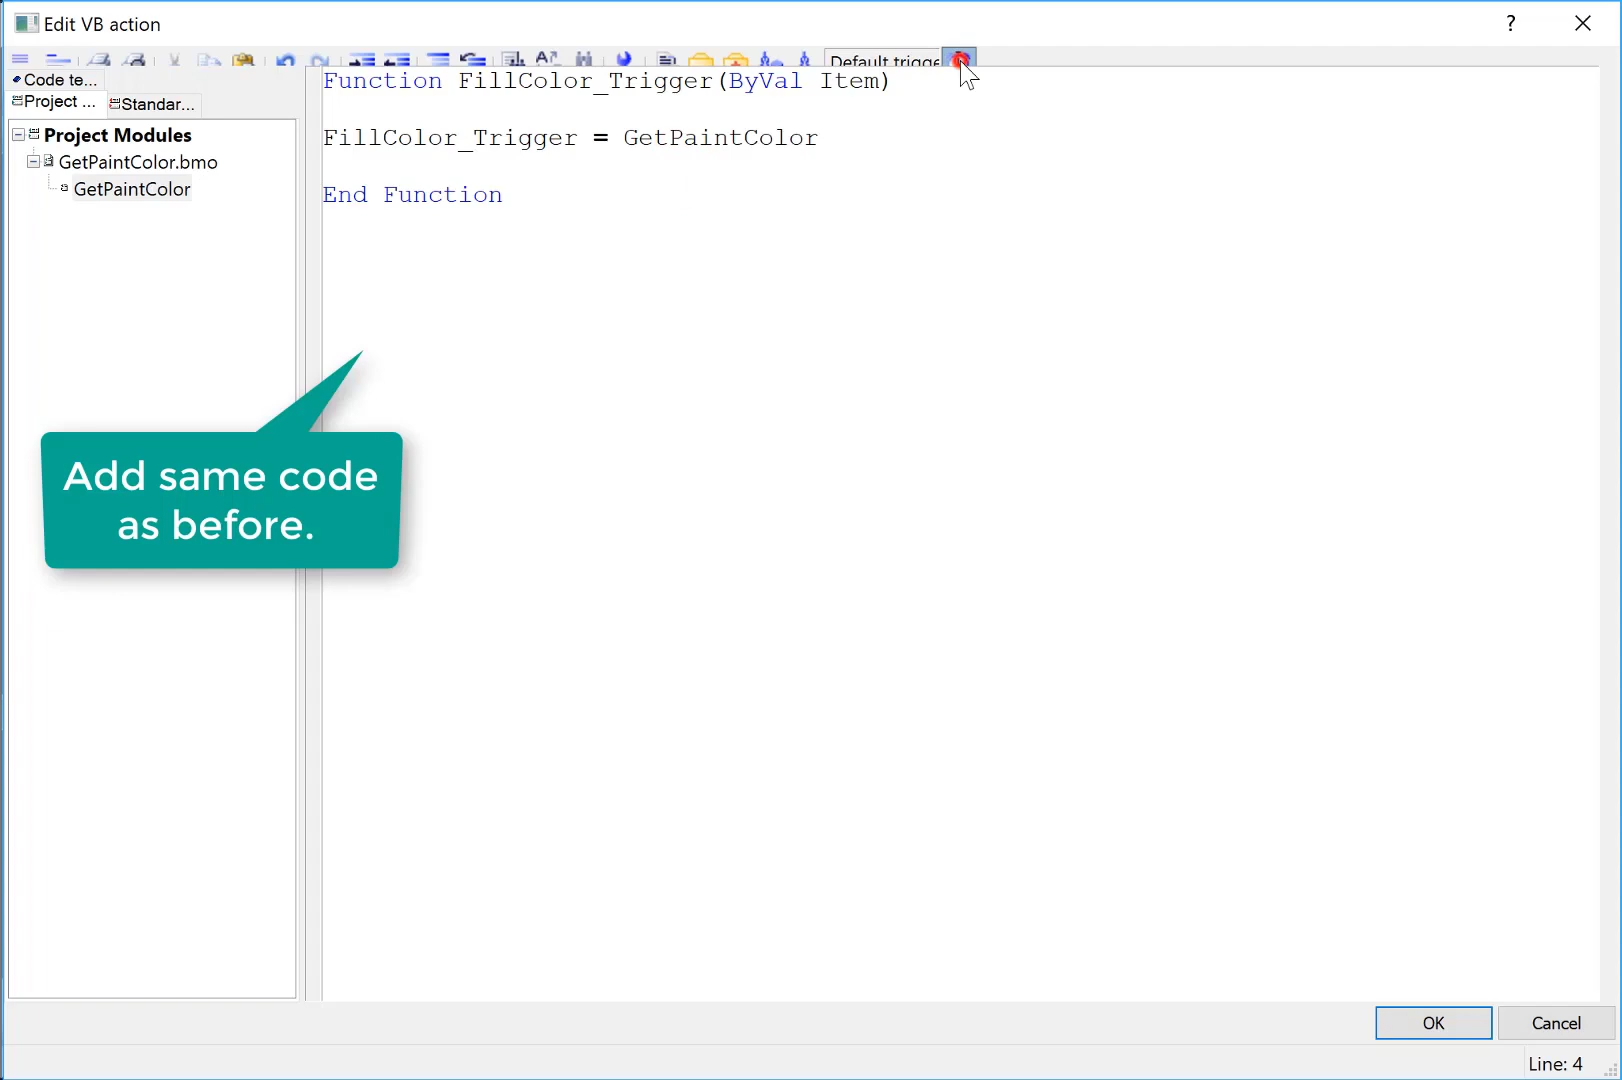 Edit VB action
?
Default trigge
Code te...
Project ...
Standar...
Project Modules
GetPaintColor.bmo
GetPaintColor
Function FillColor_Trigger(ByVal Item)
FillColor_Trigger = GetPaintColor
End Function
Add same code
as before.
OK
Cancel
Line: 4